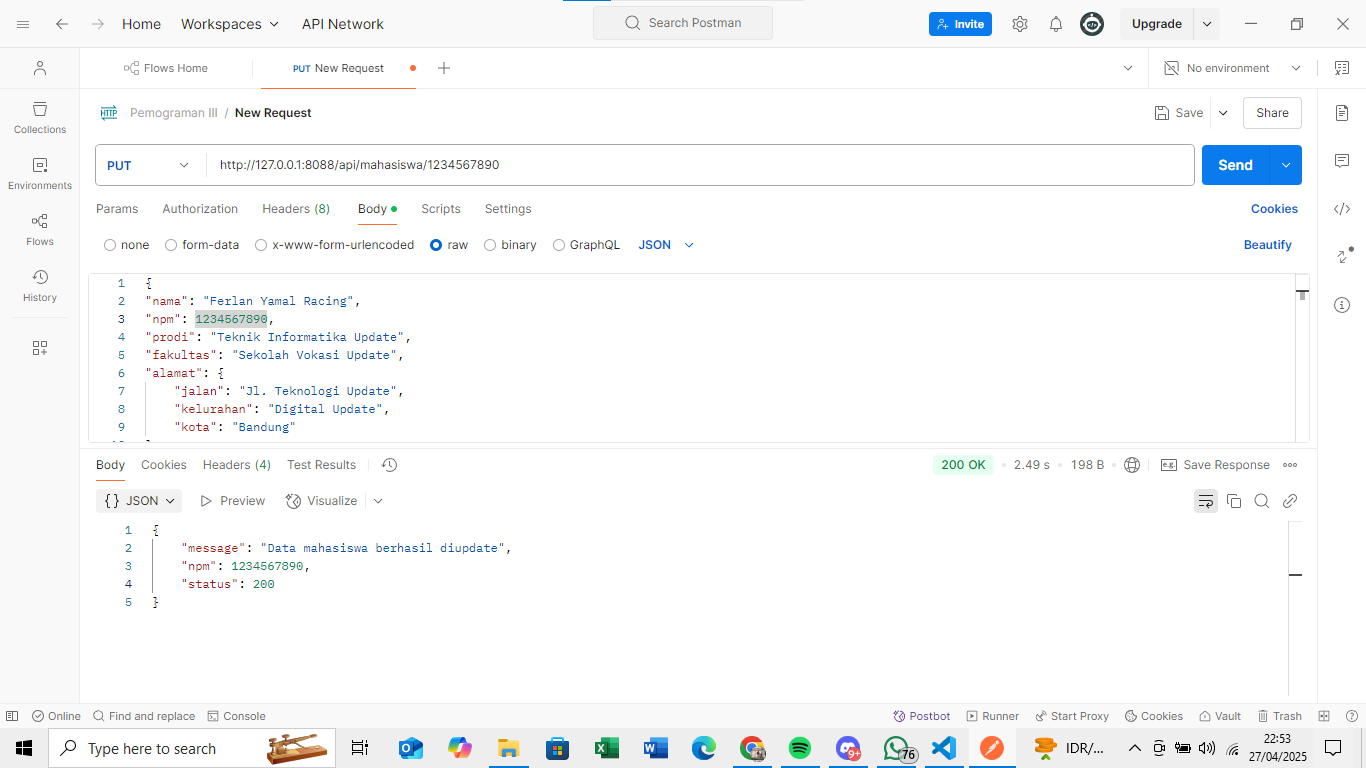 Home
Workspaces
API Network
Search Postman
Invite
Upgrade
Flows Home
PUT New Request
No environment
HTTP
Pemograman III / New Request
Save
Share
Collections
Environments
Flows
History
PUT
http://127.0.0.1:8088/api/mahasiswa/1234567890
Send
Params
Authorization
Headers (8)
Body
Scripts
Settings
Cookies
none
form-data
x-www-form-urlencoded
raw
binary
GraphQL
JSON
Beautify
1 {
2 "nama": "Ferlan Yamal Racing",
3 "npm": 1234567890,
4 "prodi": "Teknik Informatika Update",
5 "fakultas": "Sekolah Vokasi Update",
6 "alamat": {
7 "jalan": "Jl. Teknologi Update",
8 "kelurahan": "Digital Update",
9 "kota": "Bandung"
Body
Cookies
Headers (4)
Test Results
200 OK
2.49 s
198 B
e.g.
Save Response
{} JSON
Preview
Visualize
1 {
2 "message": "Data mahasiswa berhasil diupdate",
3 "npm": 1234567890,
4 "status": 200
5 }
Online
Find and replace
Console
Postbot
Runner
Start Proxy
Cookies
Vault
Trash
Type here to search
9+
76
IDR/...
22:53
27/04/2025